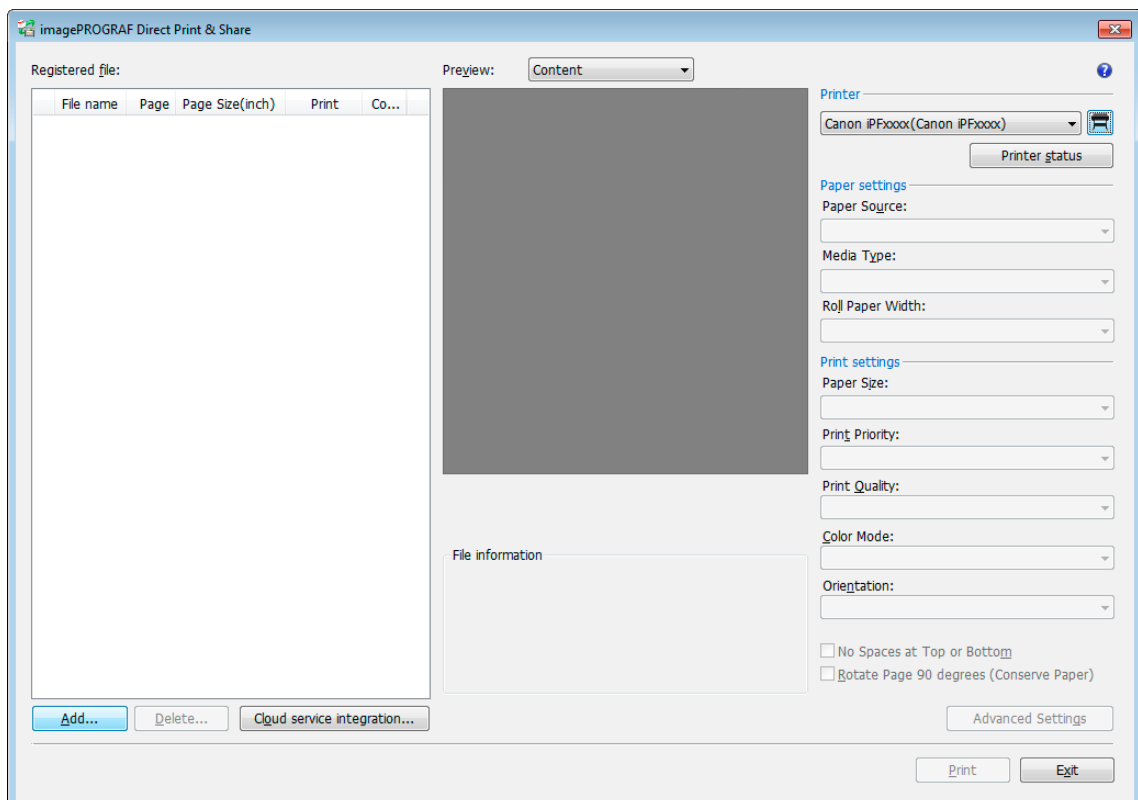 imagePROGRAF Direct Print & Share
Registered file:
File name Page Page Size(inch) Print Co...
Add... Delete... Cloud service integration...
Preview: Content
File information
Printer
Canon iPFxxxx(Canon iPFxxxx)
Printer status
Paper settings
Paper Source:
Media Type:
Roll Paper Width:
Print settings
Paper Size:
Print Priority:
Print Quality:
Color Mode:
Orientation:
No Spaces at Top or Bottom
Rotate Page 90 degrees (Conserve Paper)
Advanced Settings
Print Exit